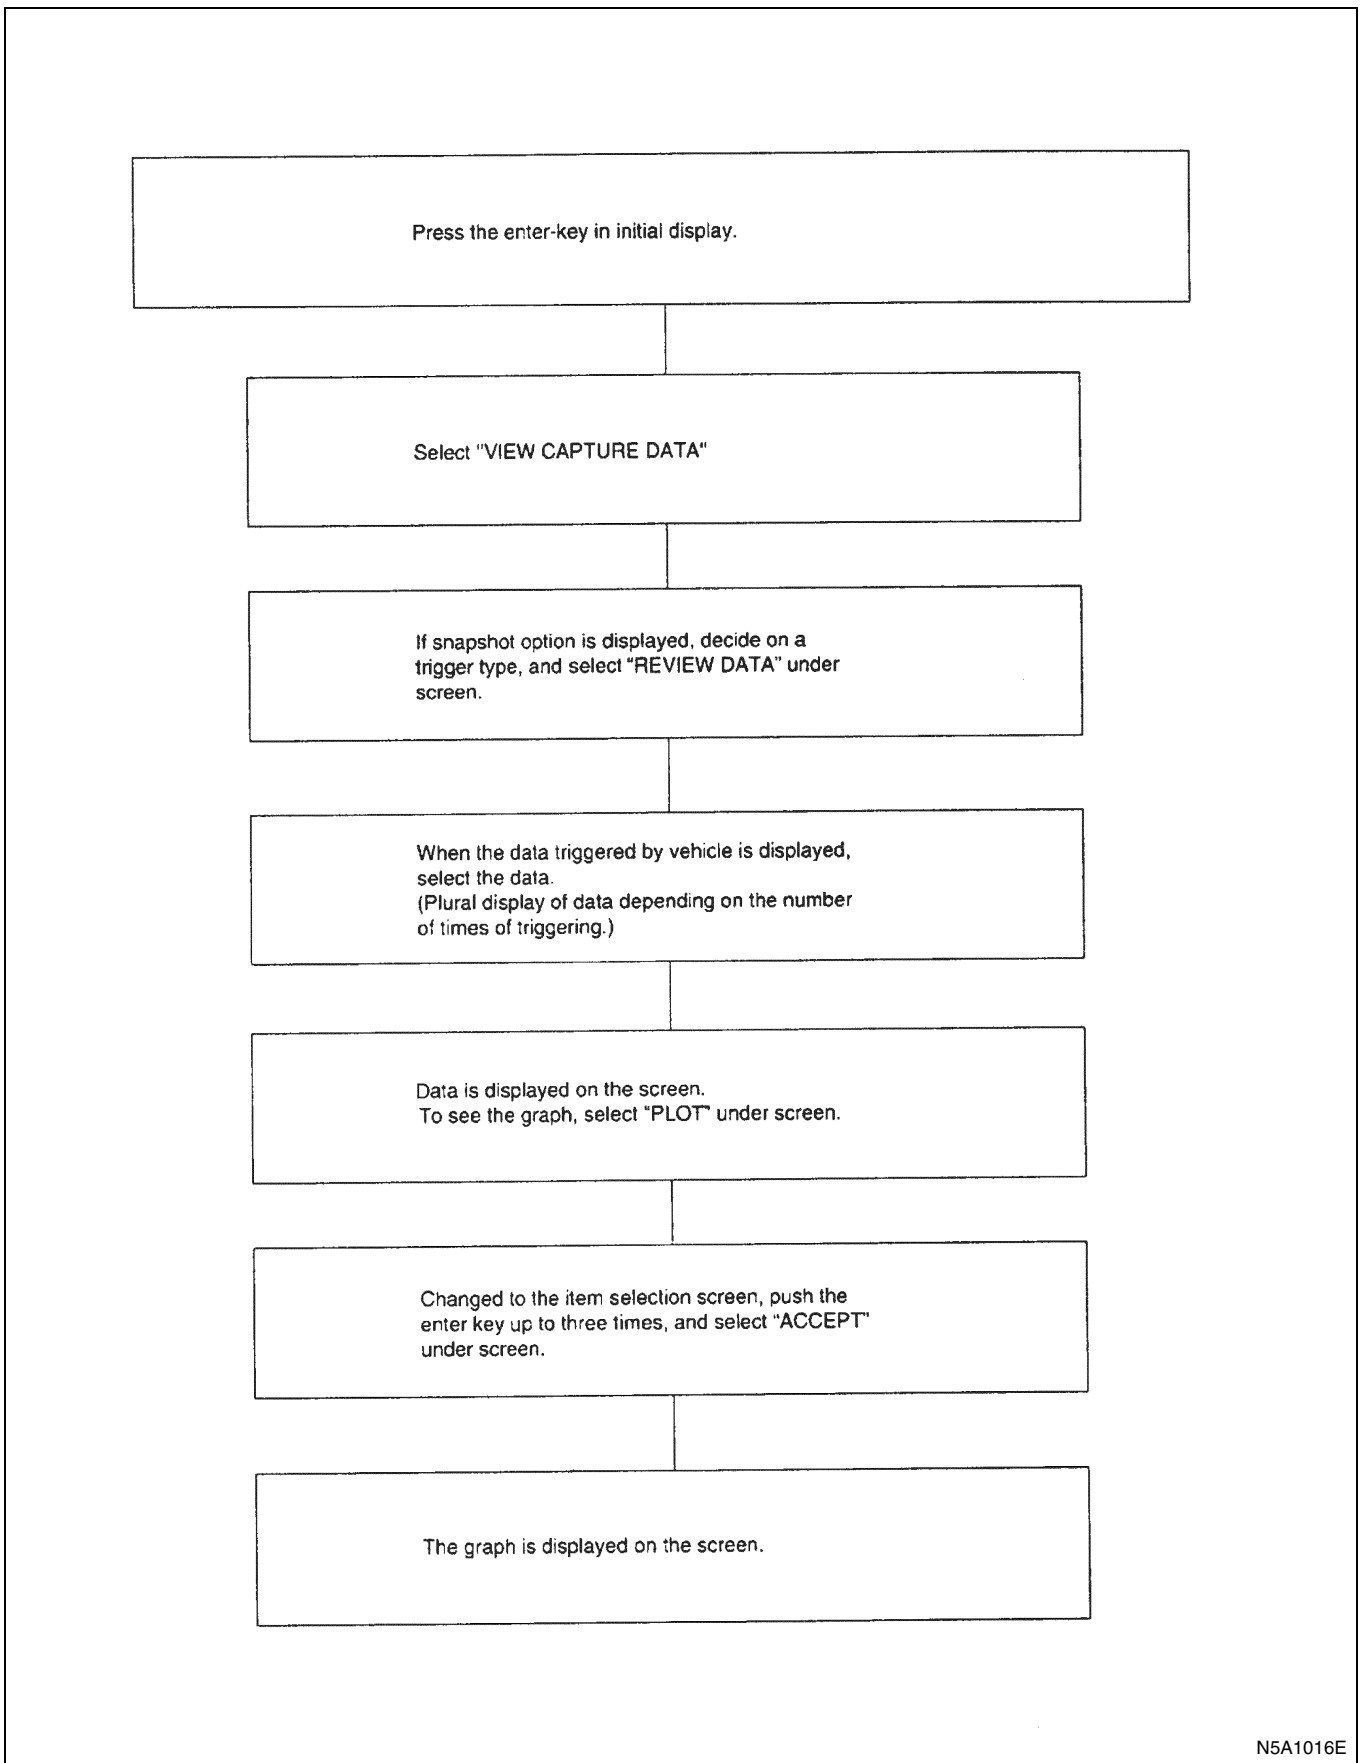 Press the enter-key in initial display.
Select "VIEW CAPTURE DATA"
If snapshot option is displayed, decide on a
trigger type, and select "REVIEW DATA" under
screen.
When the data triggered by vehicle is displayed,
select the data.
(Plural display of data depending on the number
of times of triggering.)
Data is displayed on the screen.
To see the graph, select "PLOT" under screen.
Changed to the item selection screen, push the
enter key up to three times, and select "ACCEPT"
under screen.
The graph is displayed on the screen.
N5A1016E